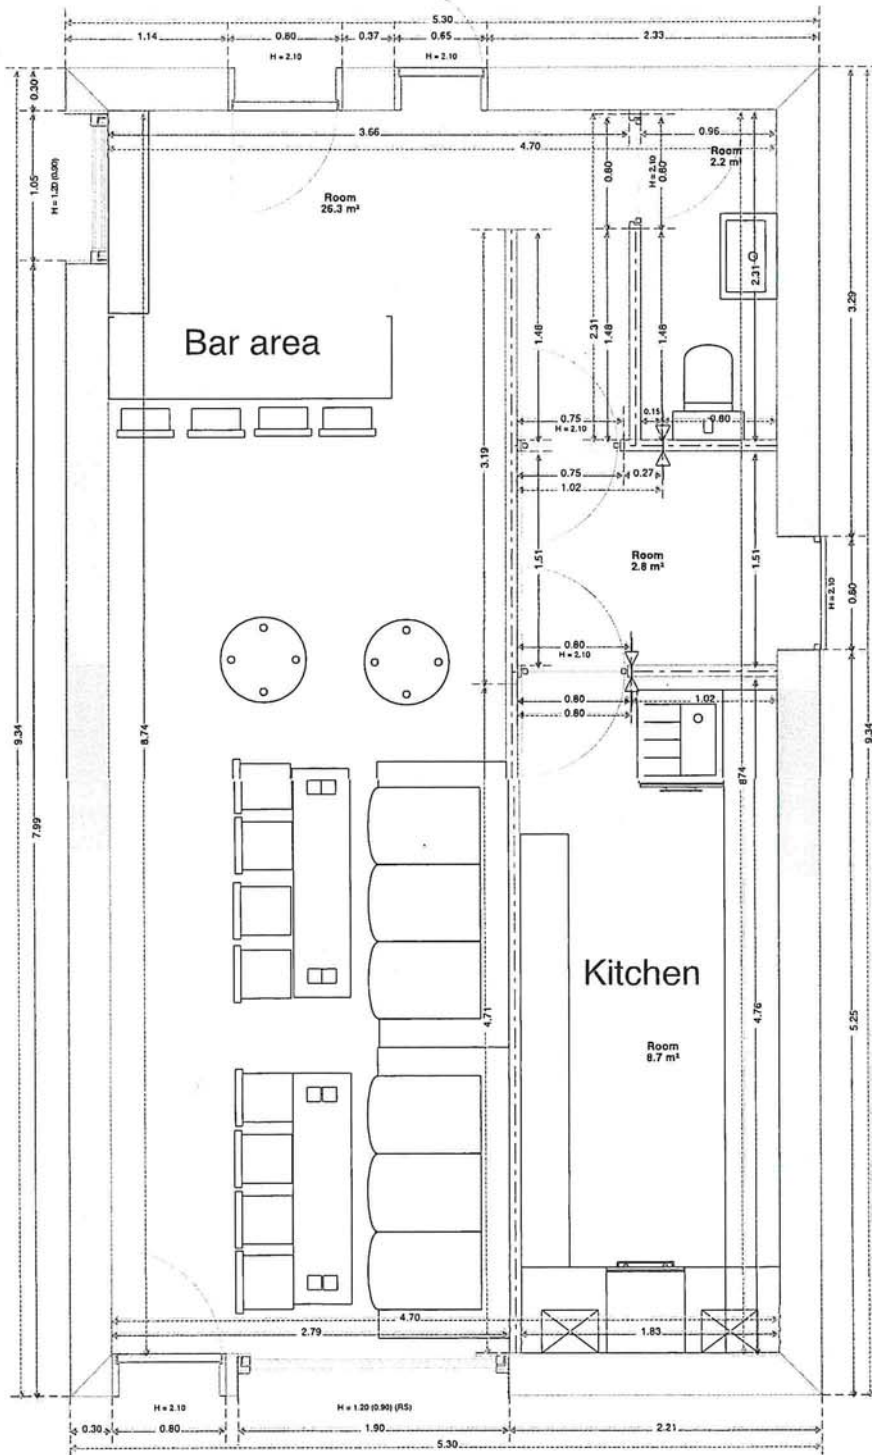 5.30
1.14 0.80 0.37 0.65 2.33
H = 2.10 H = 2.10
0.30
3.66 0.96
4.70
Room
2.2 m²
1.05
H = 1.20 (0.90)
0.80
H = 2.10
0.80
Room
26.3 m²
2.31
3.29
Bar area
1.48
2.31
1.48
1.48
0.75 0.15 0.80
H = 2.10
3.19
0.75 0.27
1.02
1.51
Room
2.8 m²
1.51
H = 2.10
0.80
0.80
H = 2.10
0.80 1.02
0.80
9.34
8.74
874
9.34
7.99
Kitchen
4.71
4.76
5.25
Room
8.7 m²
4.70
2.79 1.83
H = 2.10 H = 1.20 (0.90) (RS)
0.30 0.80 1.90 2.21
5.30